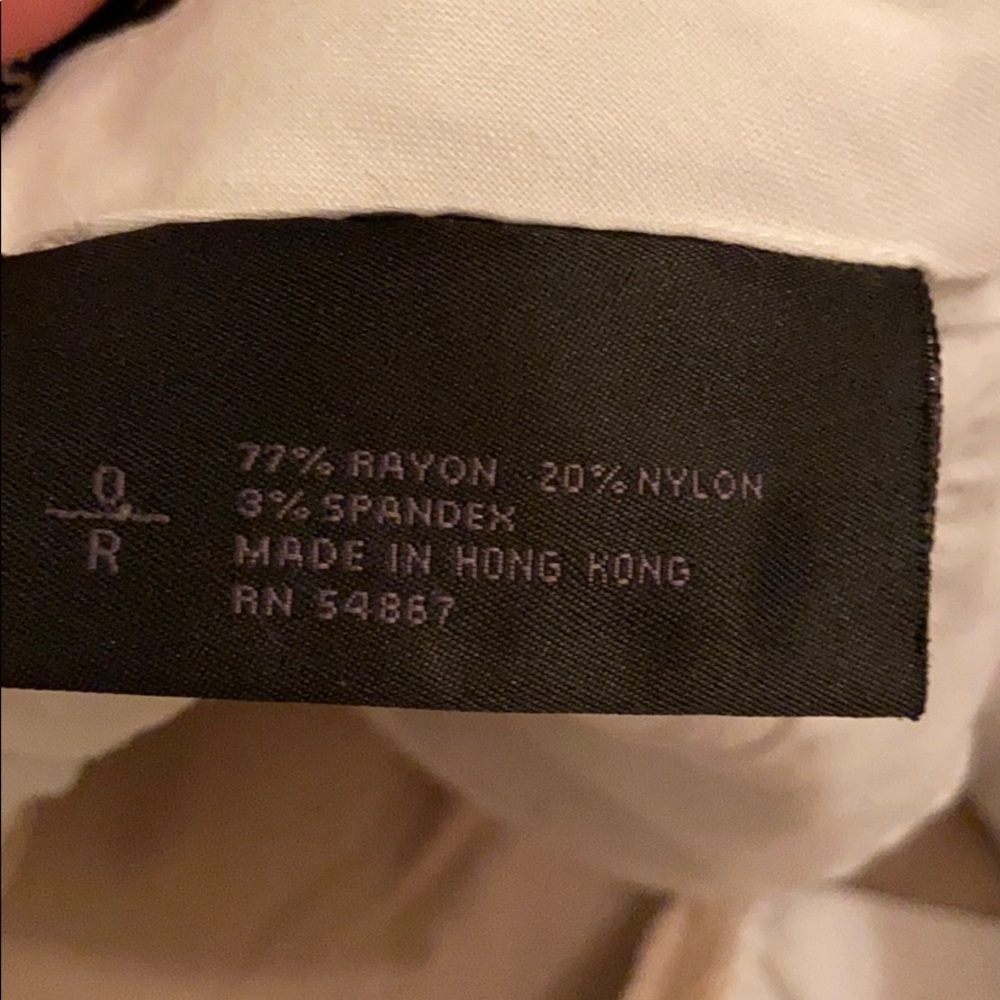 0
R
77% RAYON 20% NYLON
3% SPANDEX
MADE IN HONG KONG
RN 54867